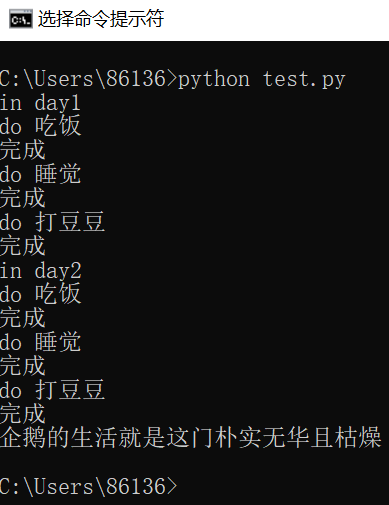 选择命令提示符
C:\Users\86136>python test.py
in day1
do 吃饭
完成
do 睡觉
完成
do 打豆豆
完成
in day2
do 吃饭
完成
do 睡觉
完成
do 打豆豆
完成
企鹅的生活就是这门朴实无华且枯燥
C:\Users\86136>